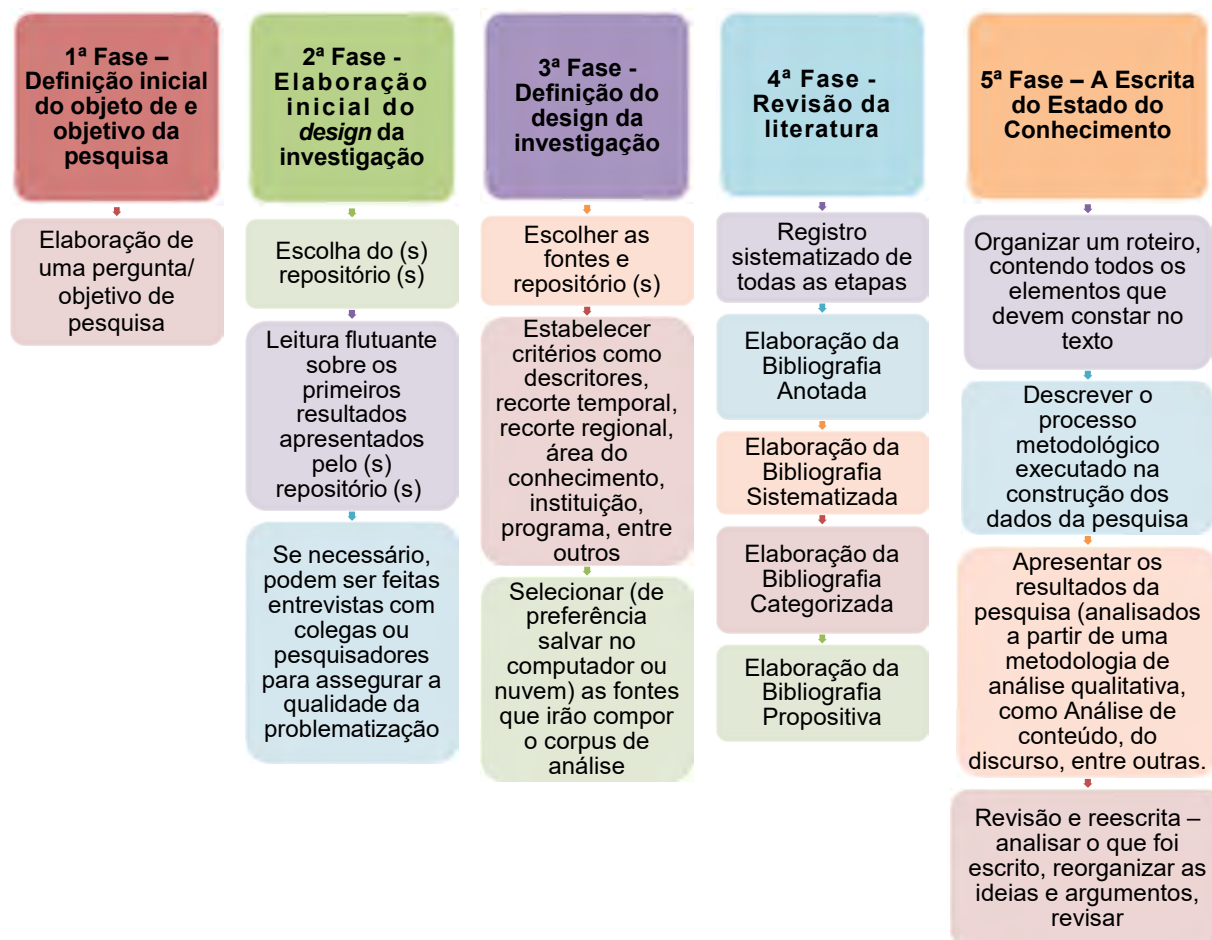 1ª Fase –
Definição inicial
do objeto de e
objetivo da
pesquisa
Elaboração de
uma pergunta/
objetivo de
pesquisa
2ª Fase -
Elaboração
inicial do
design da
investigação
Escolha do (s)
repositório (s)
Leitura flutuante
sobre os
primeiros
resultados
apresentados
pelo (s)
repositório (s)
Se necessário,
podem ser feitas
entrevistas com
colegas ou
pesquisadores
para assegurar a
qualidade da
problematização
3ª Fase -
Definição do
design da
investigação
Escolher as
fontes e
repositório (s)
Estabelecer
critérios como
descritores,
recorte temporal,
recorte regional,
área do
conhecimento,
instituição,
programa, entre
outros
Selecionar (de
preferência
salvar no
computador ou
nuvem) as fontes
que irão compor
o corpus de
análise
4ª Fase -
Revisão da
literatura
Registro
sistematizado de
todas as etapas
Elaboração da
Bibliografia
Anotada
Elaboração da
Bibliografia
Sistematizada
Elaboração da
Bibliografia
Categorizada
Elaboração da
Bibliografia
Propositiva
5ª Fase – A Escrita
do Estado do
Conhecimento
Organizar um roteiro,
contendo todos os
elementos que
devem constar no
texto
Descrever o
processo
metodológico
executado na
construção dos
dados da pesquisa
Apresentar os
resultados da
pesquisa (analisados
a partir de uma
metodologia de
análise qualitativa,
como Análise de
conteúdo, do
discurso, entre outras.
Revisão e reescrita –
analisar o que foi
escrito, reorganizar as
ideias e argumentos,
revisar